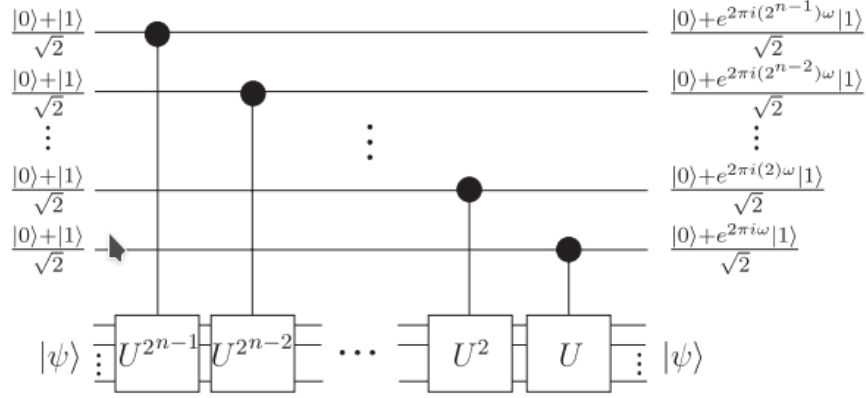 |0⟩+|1⟩/√2 |0⟩+e^{2πi(2^{n−1})ω}|1⟩/√2
|0⟩+|1⟩/√2 |0⟩+e^{2πi(2^{n−2})ω}|1⟩/√2
⋮ ⋮ ⋮
|0⟩+|1⟩/√2 |0⟩+e^{2πi(2)ω}|1⟩/√2
|0⟩+|1⟩/√2 |0⟩+e^{2πiω}|1⟩/√2
|ψ⟩ ⋮ U^{2^{n−1}} U^{2^{n−2}} ⋯ U² U ⋮ |ψ⟩